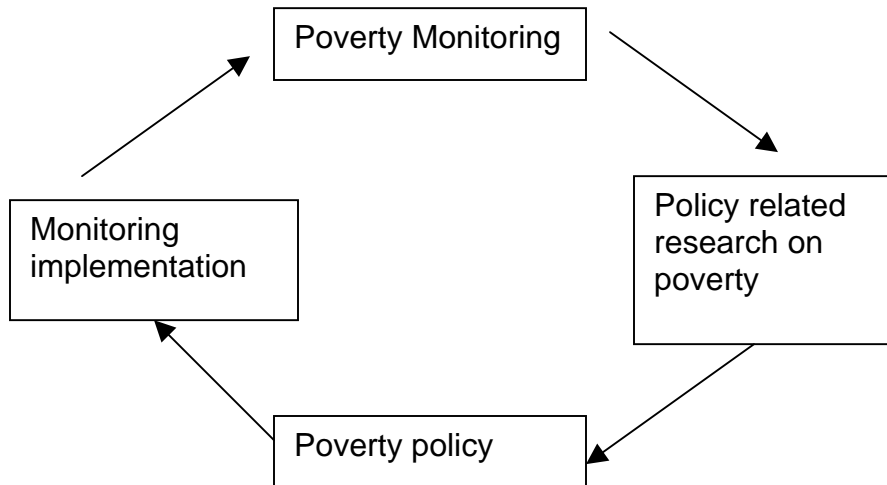 Poverty Monitoring
Policy related
research on
poverty
Monitoring
implementation
Poverty policy